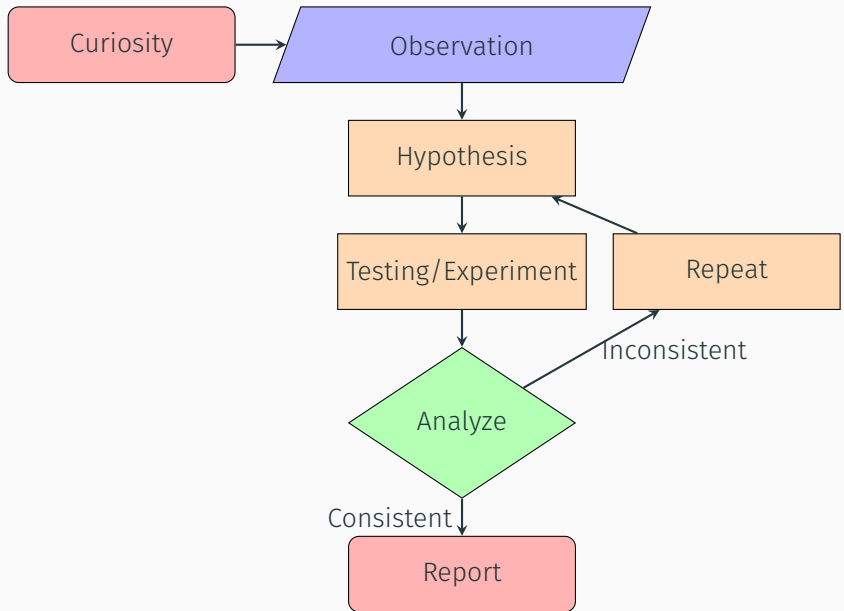 Curiosity
Observation
Hypothesis
Testing/Experiment
Repeat
Inconsistent
Analyze
Consistent
Report